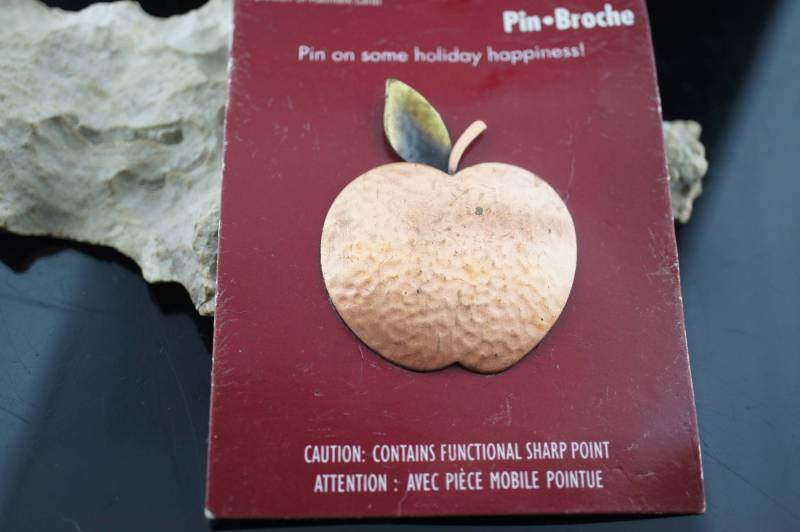 Pin•Broche
Pin on some holiday happiness!
CAUTION: CONTAINS FUNCTIONAL SHARP POINT
ATTENTION : AVEC PIÈCE MOBILE POINTUE